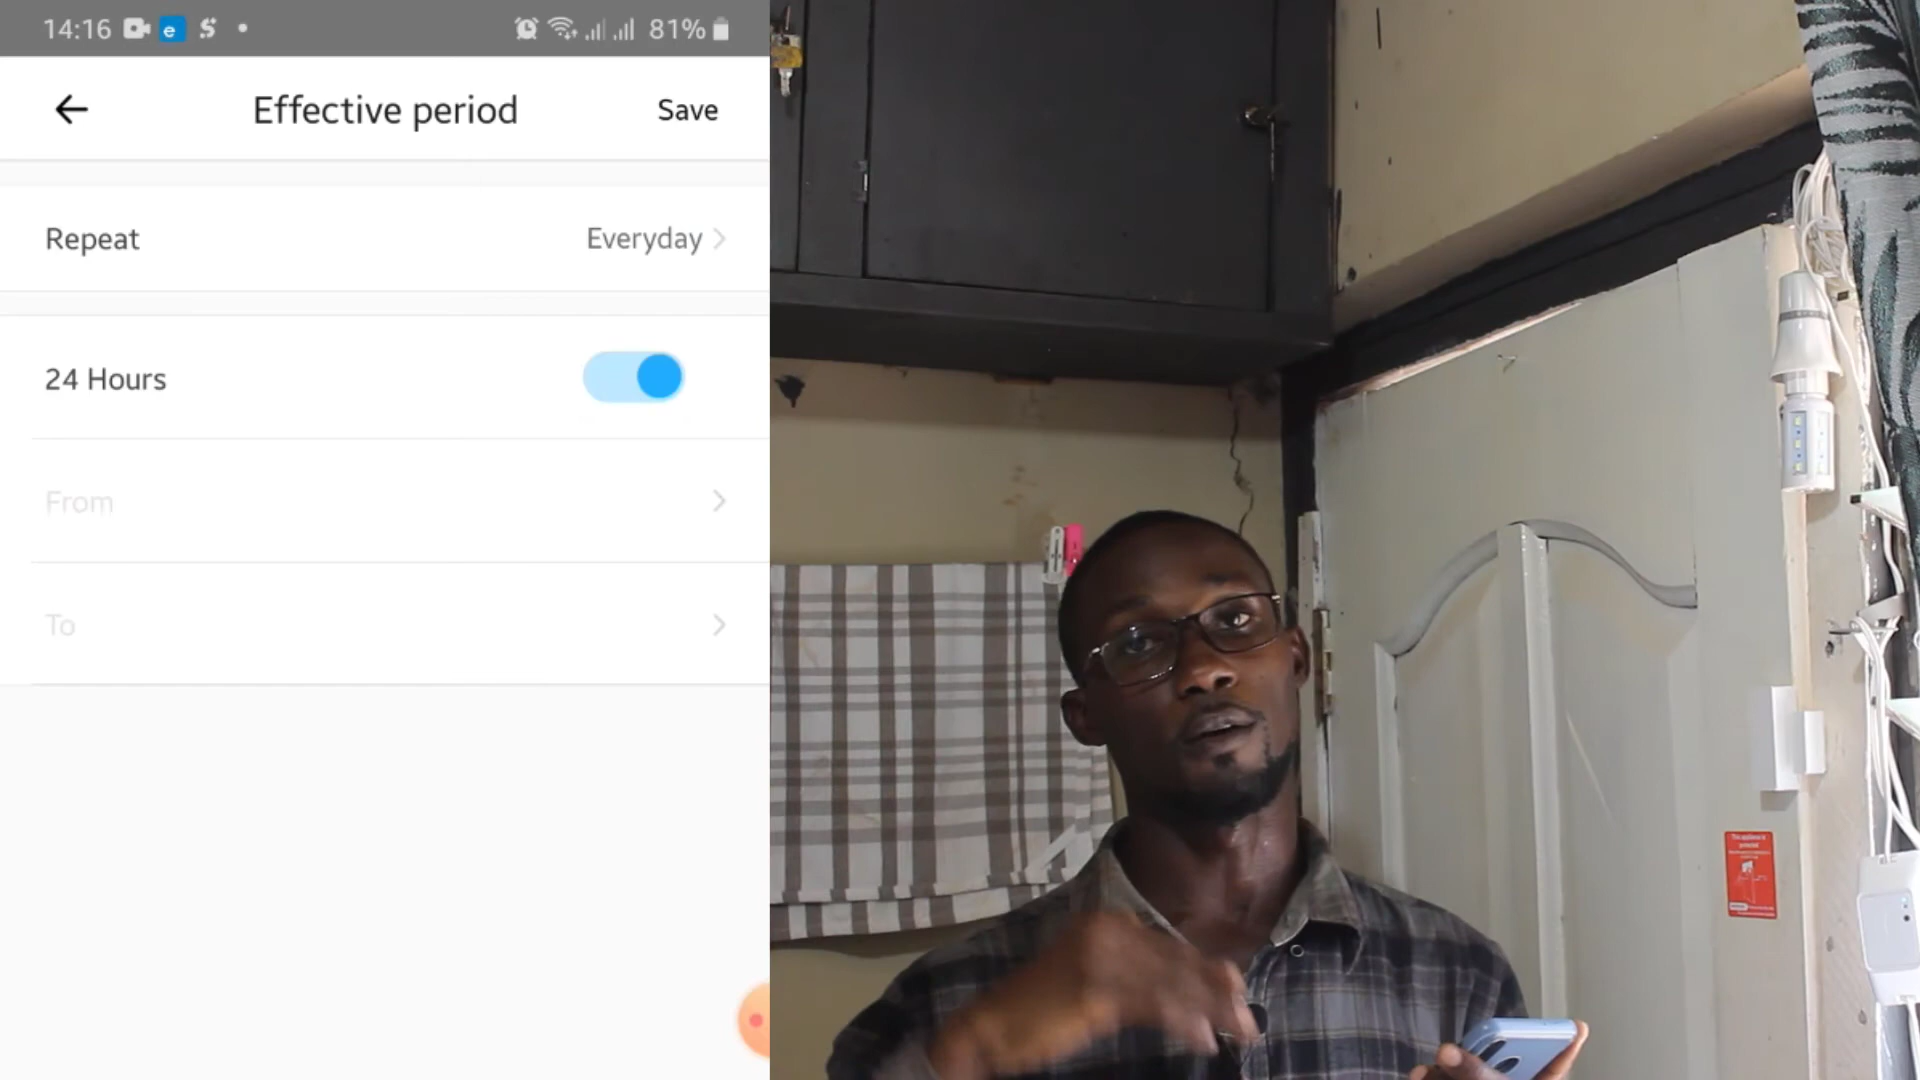 14:16 81%
Effective period Save
Repeat Everyday
24 Hours
From
To